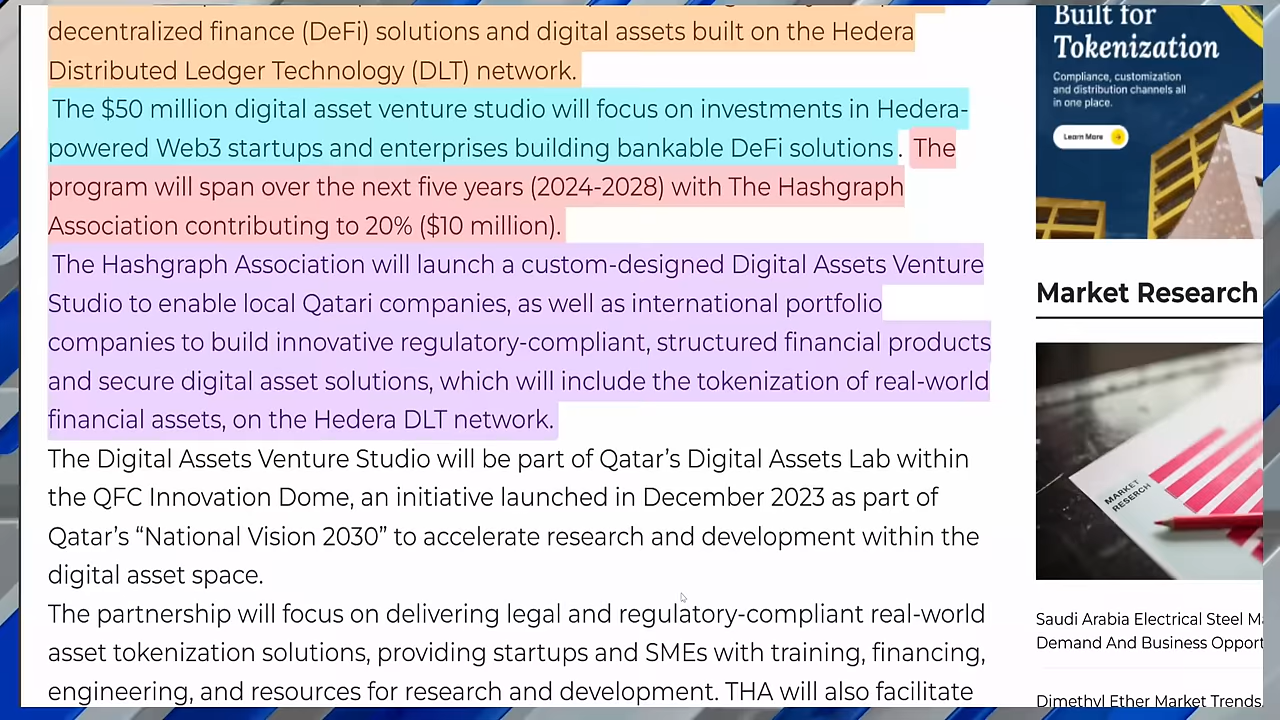 decentralized finance (DeFi) solutions and digital assets built on the Hedera
Distributed Ledger Technology (DLT) network.
The $50 million digital asset venture studio will focus on investments in Hedera-
powered Web3 startups and enterprises building bankable DeFi solutions . The
program will span over the next five years (2024-2028) with The Hashgraph
Association contributing to 20% ($10 million).
The Hashgraph Association will launch a custom-designed Digital Assets Venture
Studio to enable local Qatari companies, as well as international portfolio
companies to build innovative regulatory-compliant, structured financial products
and secure digital asset solutions, which will include the tokenization of real-world
financial assets, on the Hedera DLT network.
The Digital Assets Venture Studio will be part of Qatar’s Digital Assets Lab within
the QFC Innovation Dome, an initiative launched in December 2023 as part of
Qatar’s “National Vision 2030” to accelerate research and development within the
digital asset space.
The partnership will focus on delivering legal and regulatory-compliant real-world
asset tokenization solutions, providing startups and SMEs with training, financing,
engineering, and resources for research and development. THA will also facilitate
Built for
Tokenization
Compliance, customization
and distribution channels all
in one place.
Learn More
Market Research
MARKET
RESERCH
Saudi Arabia Electrical Steel
Demand And Business
Dimethyl Ether Market Trends,